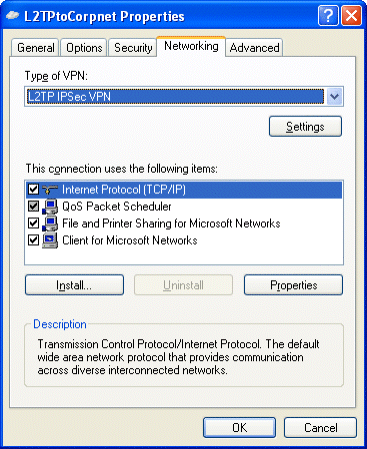 L2TPtoCorpnet Properties
General Options Security Networking Advanced
Type of VPN:
L2TP IPSec VPN
Settings
This connection uses the following items:
Internet Protocol (TCP/IP)
QoS Packet Scheduler
File and Printer Sharing for Microsoft Networks
Client for Microsoft Networks
Install... Uninstall Properties
Description
Transmission Control Protocol/Internet Protocol. The default
wide area network protocol that provides communication
across diverse interconnected networks.
OK Cancel